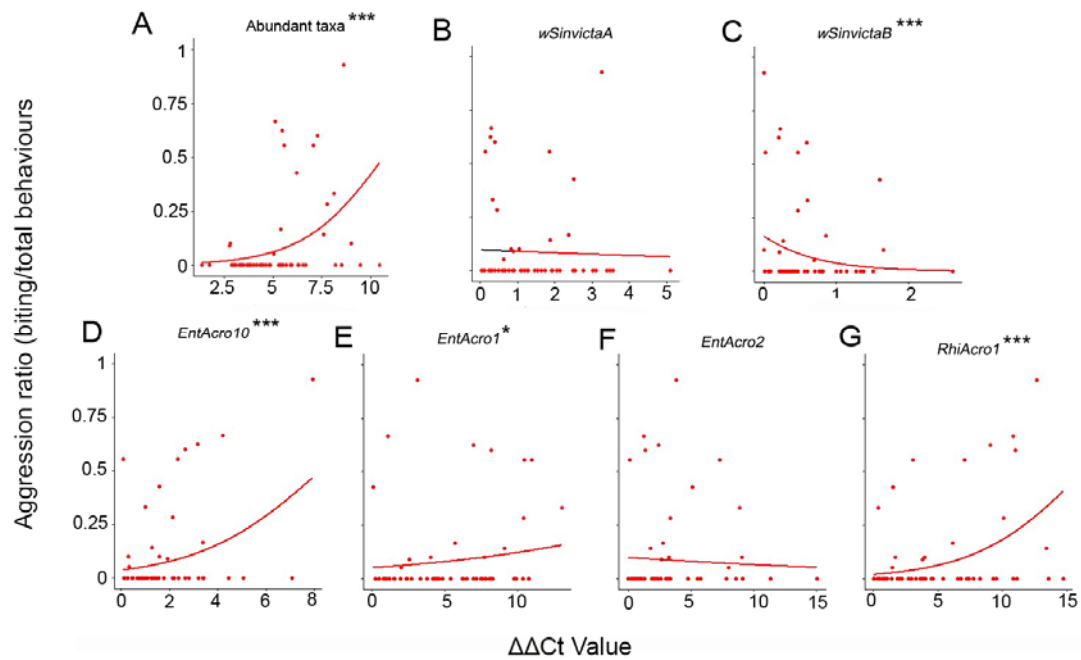 A Abundant taxa ***
B wSinvictaA
C wSinvictaB ***
1
0.75
0.5
0.25
0
2.5 5.0 7.5 10
0 1 2 3 4 5
0 1 2
D EntAcro10 ***
E EntAcro1 *
F EntAcro2
G RhiAcro1 ***
1
0.75
0.5
0.25
0
0 2 4 6 8
0 5 10
0 5 10 15
0 5 10 15
Aggression ratio (biting/total behaviours
ΔΔCt Value